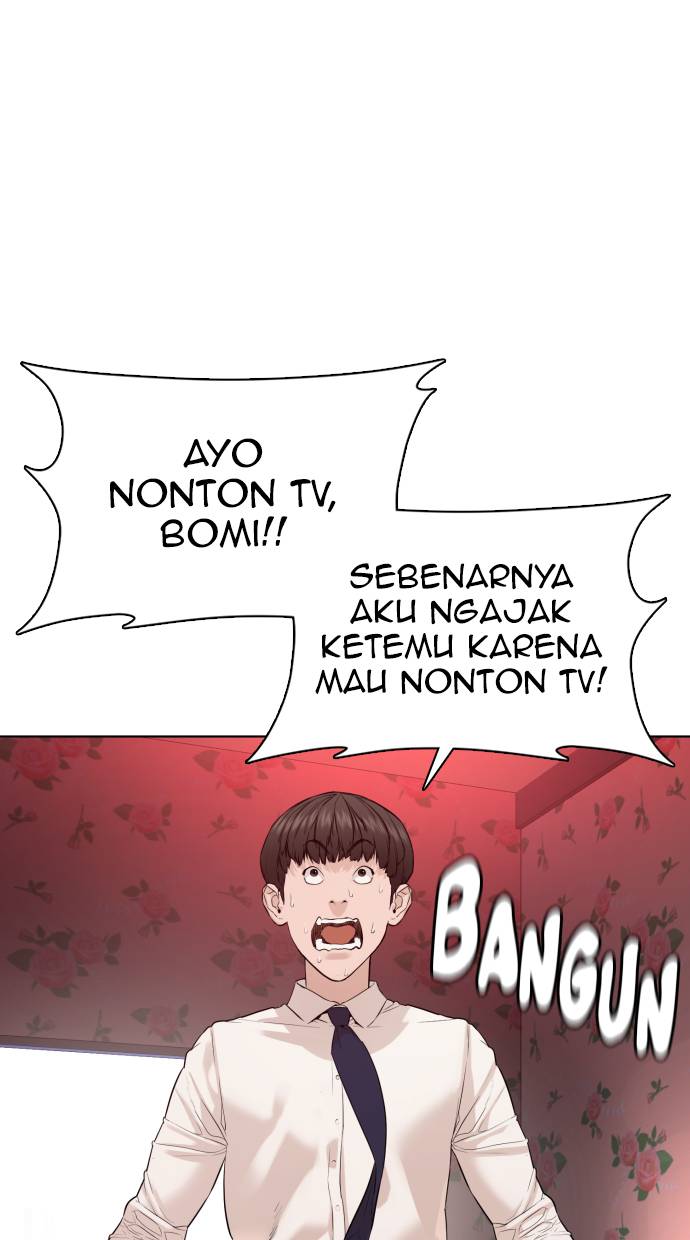 AYO
NONTON TV,
BOMI!!
SEBENARNYA
AKU NGAJAK
KETEMU KARENA
MAU NONTON TV!
BANGUN